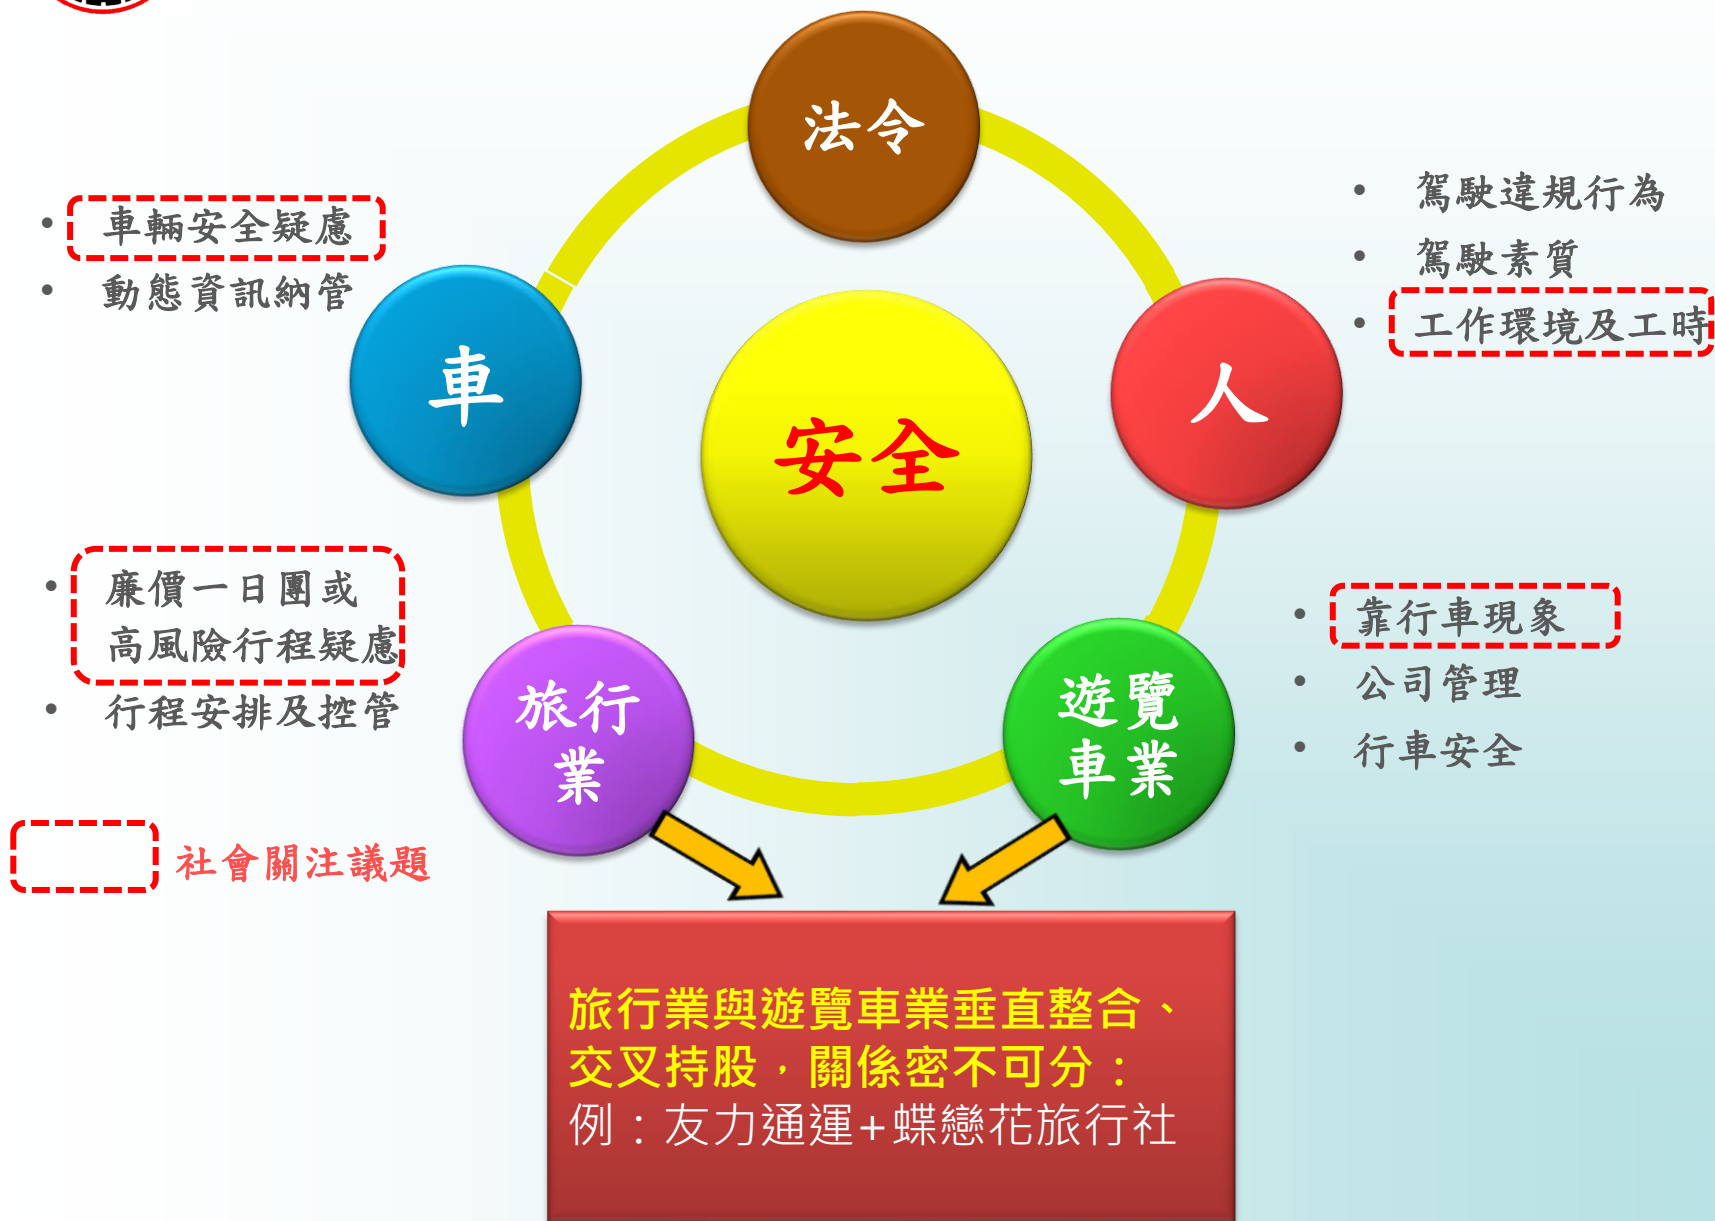 法令
• 車輛安全疑慮
• 動態資訊納管
車
安全
人
• 駕駛違規行為
• 駕駛素質
• 工作環境及工時
• 廉價一日團或
高風險行程疑慮
• 行程安排及控管
旅行
業
遊覽
車業
• 靠行車現象
• 公司管理
• 行車安全
社會關注議題
旅行業與遊覽車業垂直整合、
交叉持股，關係密不可分：
例：友力通運+蝶戀花旅行社